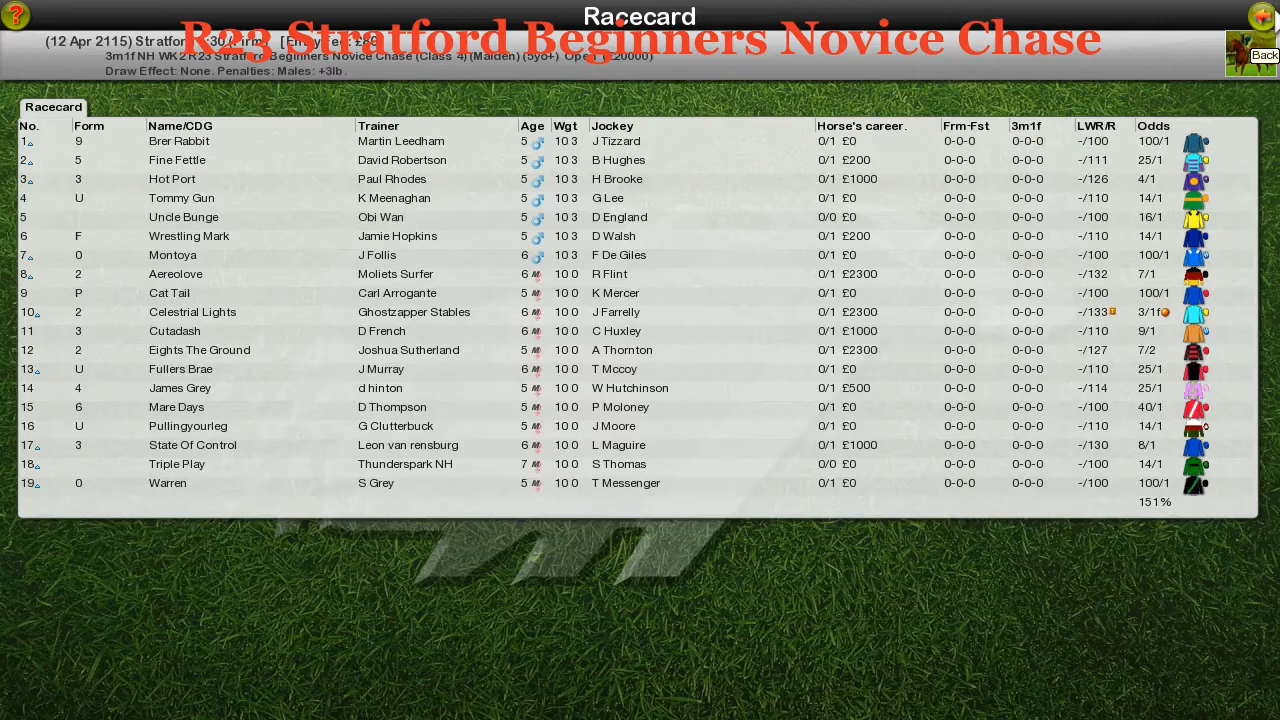 Racecard
R23 Stratford Beginners Novice Chase
(12 Apr 2115) Stratford
3m1f NH WK2 R23 Stratford Beginners Novice Chase (Class 4) (Maiden) (5yo+) Open (£20000)
Draw Effect: None. Penalties: Males: +3lb.
Back
Racecard
No. Form Name/CDG Trainer Age Wgt Jockey Horse's career. Frm-Fst 3m1f LWR/R Odds
1 9 Brer Rabbit Martin Leedham 5 10 3 J Tizzard 0/1 £0 0-0-0 0-0-0 -/100 100/1
2 5 Fine Fettle David Robertson 5 10 3 B Hughes 0/1 £200 0-0-0 0-0-0 -/111 25/1
3 3 Hot Port Paul Rhodes 5 10 3 H Brooke 0/1 £1000 0-0-0 0-0-0 -/126 4/1
4 U Tommy Gun K Meenaghan 5 10 3 G Lee 0/1 £0 0-0-0 0-0-0 -/110 14/1
5 Uncle Bunge Obi Wan 5 10 3 D England 0/0 £0 0-0-0 0-0-0 -/100 16/1
6 F Wrestling Mark Jamie Hopkins 5 10 3 D Walsh 0/1 £200 0-0-0 0-0-0 -/110 14/1
7 0 Montoya J Follis 6 10 3 F De Giles 0/1 £0 0-0-0 0-0-0 -/100 100/1
8 2 Aereolove Moliets Surfer 6 M 10 0 R Flint 0/1 £2300 0-0-0 0-0-0 -/132 7/1
9 P Cat Tail Carl Arrogante 5 M 10 0 K Mercer 0/1 £0 0-0-0 0-0-0 -/100 100/1
10 2 Celestrial Lights Ghostzapper Stables 6 M 10 0 J Farrelly 0/1 £2300 0-0-0 0-0-0 -/133 3/1f
11 3 Cutadash D French 6 M 10 0 C Huxley 0/1 £1000 0-0-0 0-0-0 -/110 9/1
12 2 Eights The Ground Joshua Sutherland 5 M 10 0 A Thornton 0/1 £2300 0-0-0 0-0-0 -/127 7/2
13 U Fullers Brae J Murray 6 M 10 0 T Mccoy 0/1 £0 0-0-0 0-0-0 -/110 25/1
14 4 James Grey d hinton 5 M 10 0 W Hutchinson 0/1 £500 0-0-0 0-0-0 -/114 25/1
15 6 Mare Days D Thompson 5 M 10 0 P Moloney 0/1 £0 0-0-0 0-0-0 -/100 40/1
16 U Pullingyourleg G Clutterbuck 5 M 10 0 J Moore 0/1 £0 0-0-0 0-0-0 -/110 14/1
17 3 State Of Control Leon van rensburg 6 M 10 0 L Maguire 0/1 £1000 0-0-0 0-0-0 -/130 8/1
18 Triple Play Thunderspark NH 7 M 10 0 S Thomas 0/0 £0 0-0-0 0-0-0 -/100 14/1
19 0 Warren S Grey 5 M 10 0 T Messenger 0/1 £0 0-0-0 0-0-0 -/100 100/1
151%